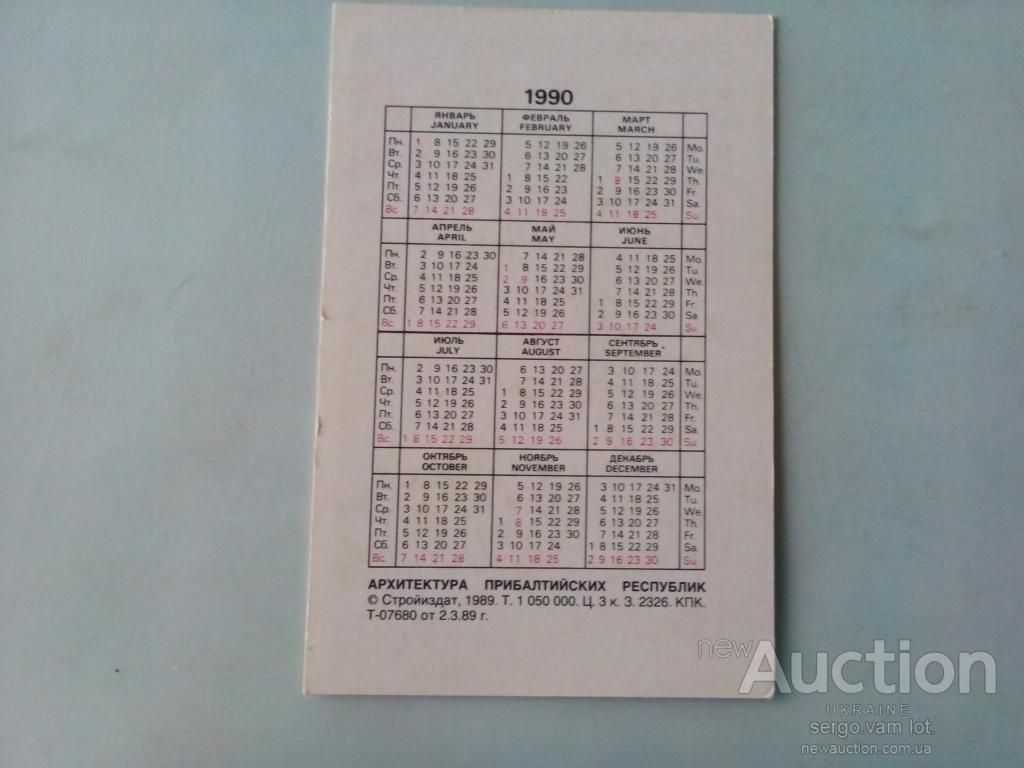 1990
ЯНВАРЬ ФЕВРАЛЬ МАРТ
JANUARY FEBRUARY MARCH
Пн. 1 8 15 22 29 5 12 19 26 5 12 19 26 Mo.
Вт. 2 9 16 23 30 6 13 20 27 6 13 20 27 Tu.
Ср. 3 10 17 24 31 7 14 21 28 7 14 21 28 We.
Чт. 4 11 18 25 1 8 15 22 1 8 15 22 29 Th.
Пт. 5 12 19 26 2 9 16 23 2 9 16 23 30 Fr.
Сб. 6 13 20 27 3 10 17 24 3 10 17 24 31 Sa.
Вс. 7 14 21 28 4 11 18 25 4 11 18 25 Su.
АПРЕЛЬ МАЙ ИЮНЬ
APRIL MAY JUNE
Пн. 2 9 16 23 30 7 14 21 28 4 11 18 25 Mo.
Вт. 3 10 17 24 1 8 15 22 29 5 12 19 26 Tu.
Ср. 4 11 18 25 2 9 16 23 30 6 13 20 27 We.
Чт. 5 12 19 26 3 10 17 24 31 7 14 21 28 Th.
Пт. 6 13 20 27 4 11 18 25 1 8 15 22 29 Fr.
Сб. 7 14 21 28 5 12 19 26 2 9 16 23 30 Sa.
Вс. 1 8 15 22 29 6 13 20 27 3 10 17 24 Su.
ИЮЛЬ АВГУСТ СЕНТЯБРЬ
JULY AUGUST SEPTEMBER
Пн. 2 9 16 23 30 6 13 20 27 3 10 17 24 Mo.
Вт. 3 10 17 24 31 7 14 21 28 4 11 18 25 Tu.
Ср. 4 11 18 25 1 8 15 22 29 5 12 19 26 We.
Чт. 5 12 19 26 2 9 16 23 30 6 13 20 27 Th.
Пт. 6 13 20 27 3 10 17 24 31 7 14 21 28 Fr.
Сб. 7 14 21 28 4 11 18 25 1 8 15 22 29 Sa.
Вс. 1 8 15 22 29 5 12 19 26 2 9 16 23 30 Su.
ОКТЯБРЬ НОЯБРЬ ДЕКАБРЬ
OCTOBER NOVEMBER DECEMBER
Пн. 1 8 15 22 29 5 12 19 26 3 10 17 24 31 Mo.
Вт. 2 9 16 23 30 6 13 20 27 4 11 18 25 Tu.
Ср. 3 10 17 24 31 7 14 21 28 5 12 19 26 We.
Чт. 4 11 18 25 1 8 15 22 29 6 13 20 27 Th.
Пт. 5 12 19 26 2 9 16 23 30 7 14 21 28 Fr.
Сб. 6 13 20 27 3 10 17 24 1 8 15 22 29 Sa.
Вс. 7 14 21 28 4 11 18 25 2 9 16 23 30 Su.
АРХИТЕКТУРА ПРИБАЛТИЙСКИХ РЕСПУБЛИК
© Стройиздат, 1989. Т. 1 050 000. Ц. 3 к. З. 2326. КПК.
Т-07680 от 2.3.89 г.
new Auction
UKRAINE
sergo.vam lot.
newauction.com.ua